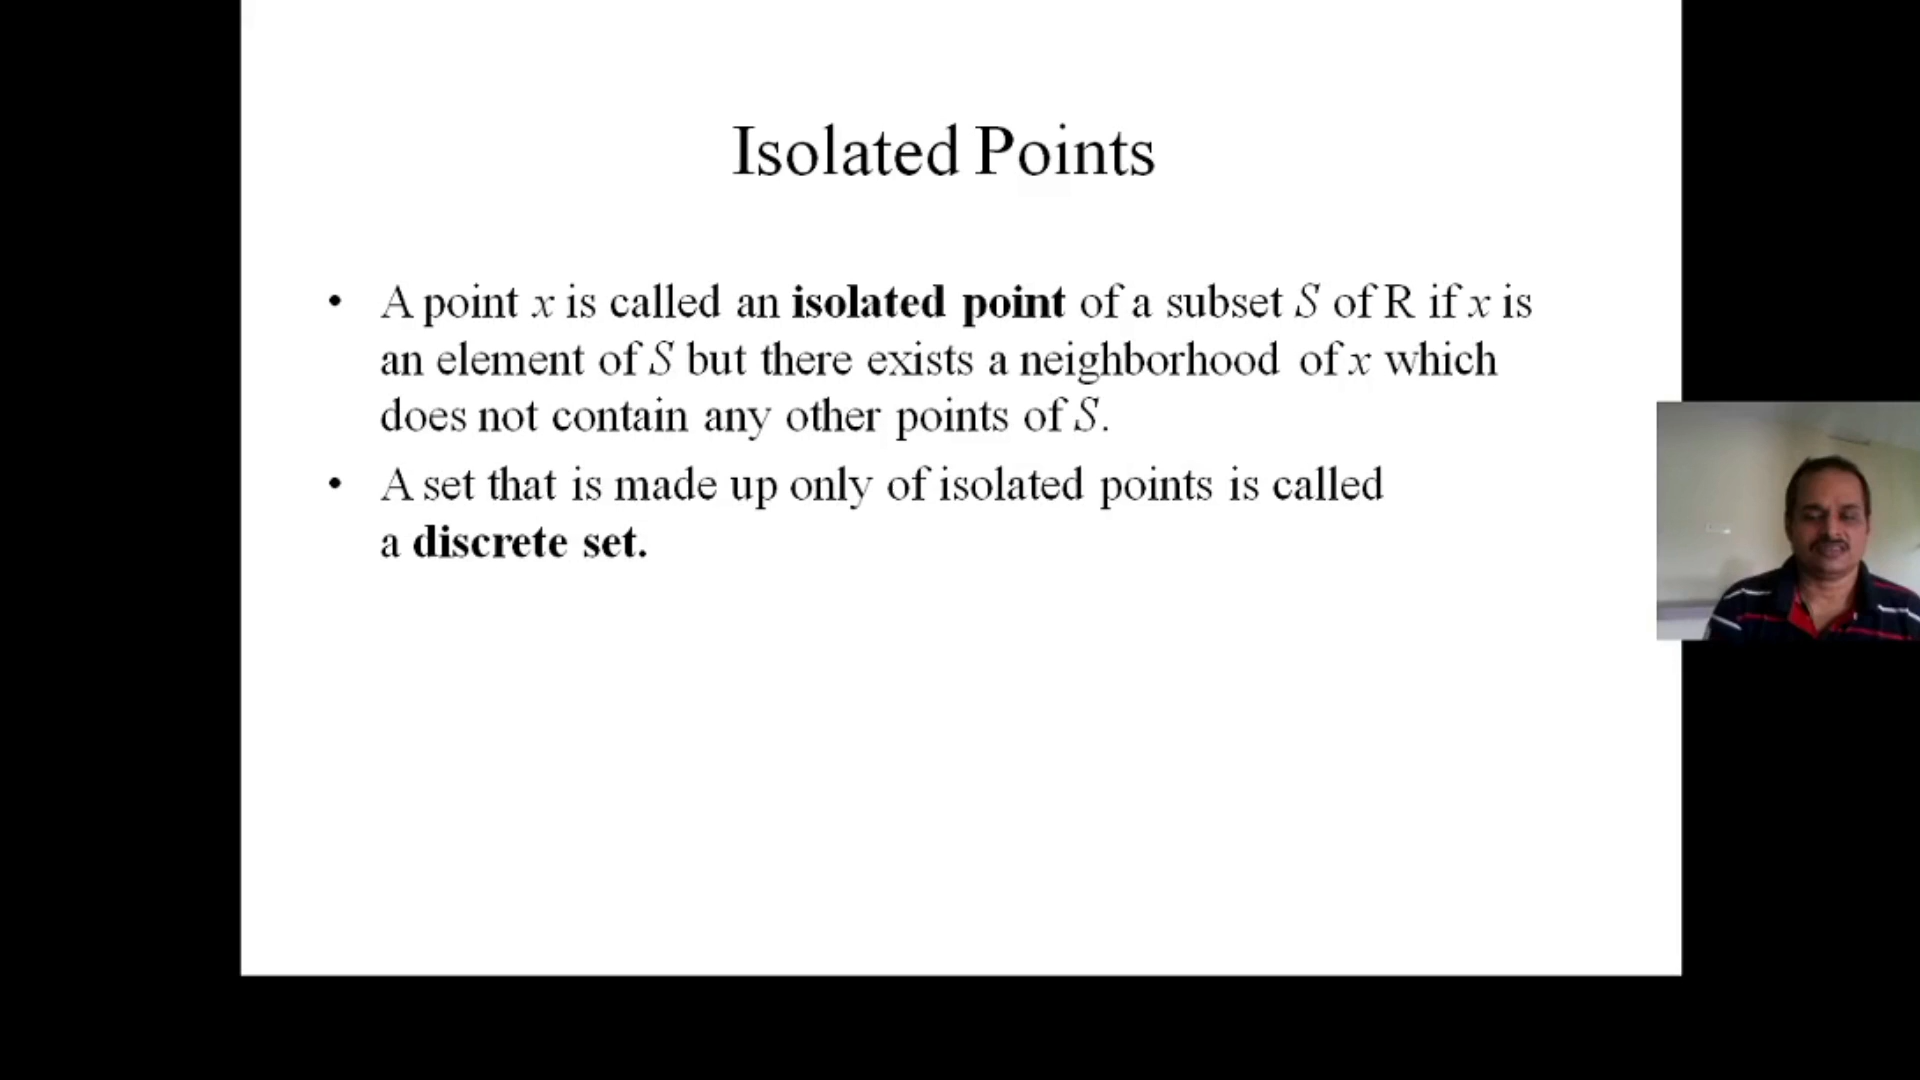 Isolated Points
• A point x is called an isolated point of a subset S of R if x is
an element of S but there exists a neighborhood of x which
does not contain any other points of S.
• A set that is made up only of isolated points is called
a discrete set.